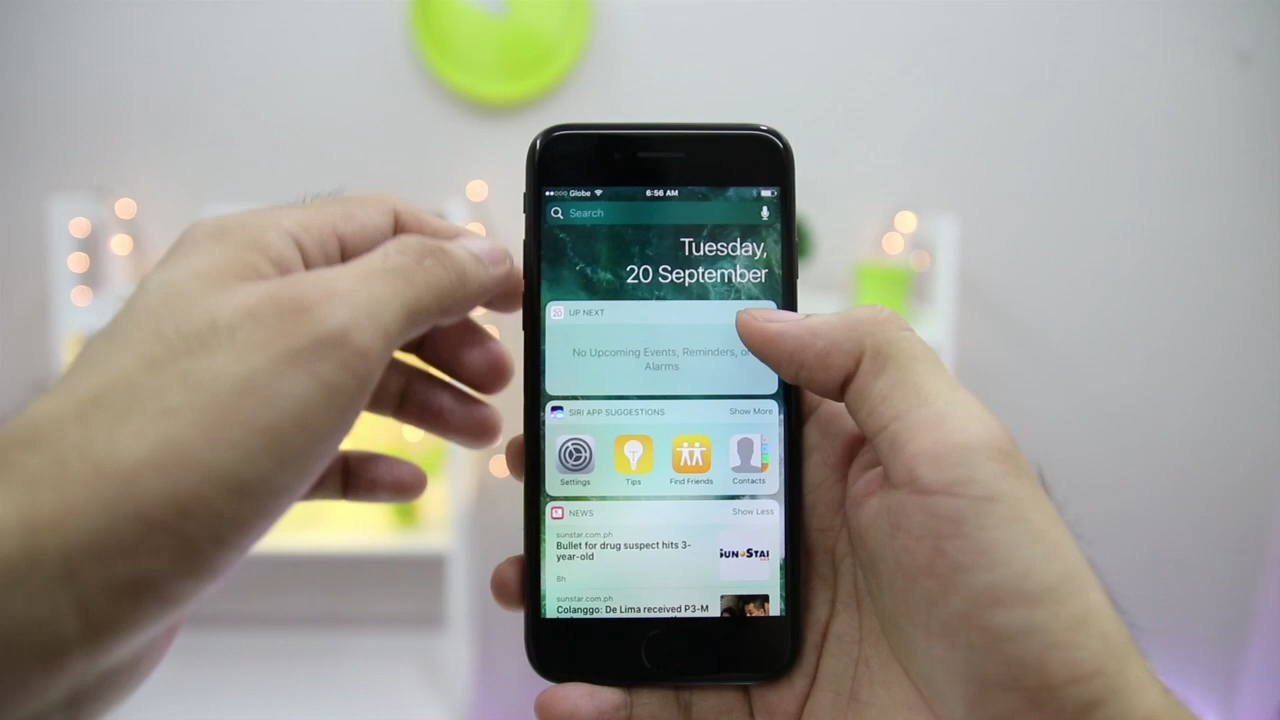 Globe 6:56 AM
Search
Tuesday,
20 September
20 UP NEXT
No Upcoming Events, Reminders, or
Alarms
SIRI APP SUGGESTIONS Show More
Settings Tips Find Friends Contacts
NEWS Show Less
sunstar.com.ph
Bullet for drug suspect hits 3-
year-old
SUN STAR
8h
sunstar.com.ph
Colanggo: De Lima received P3-M